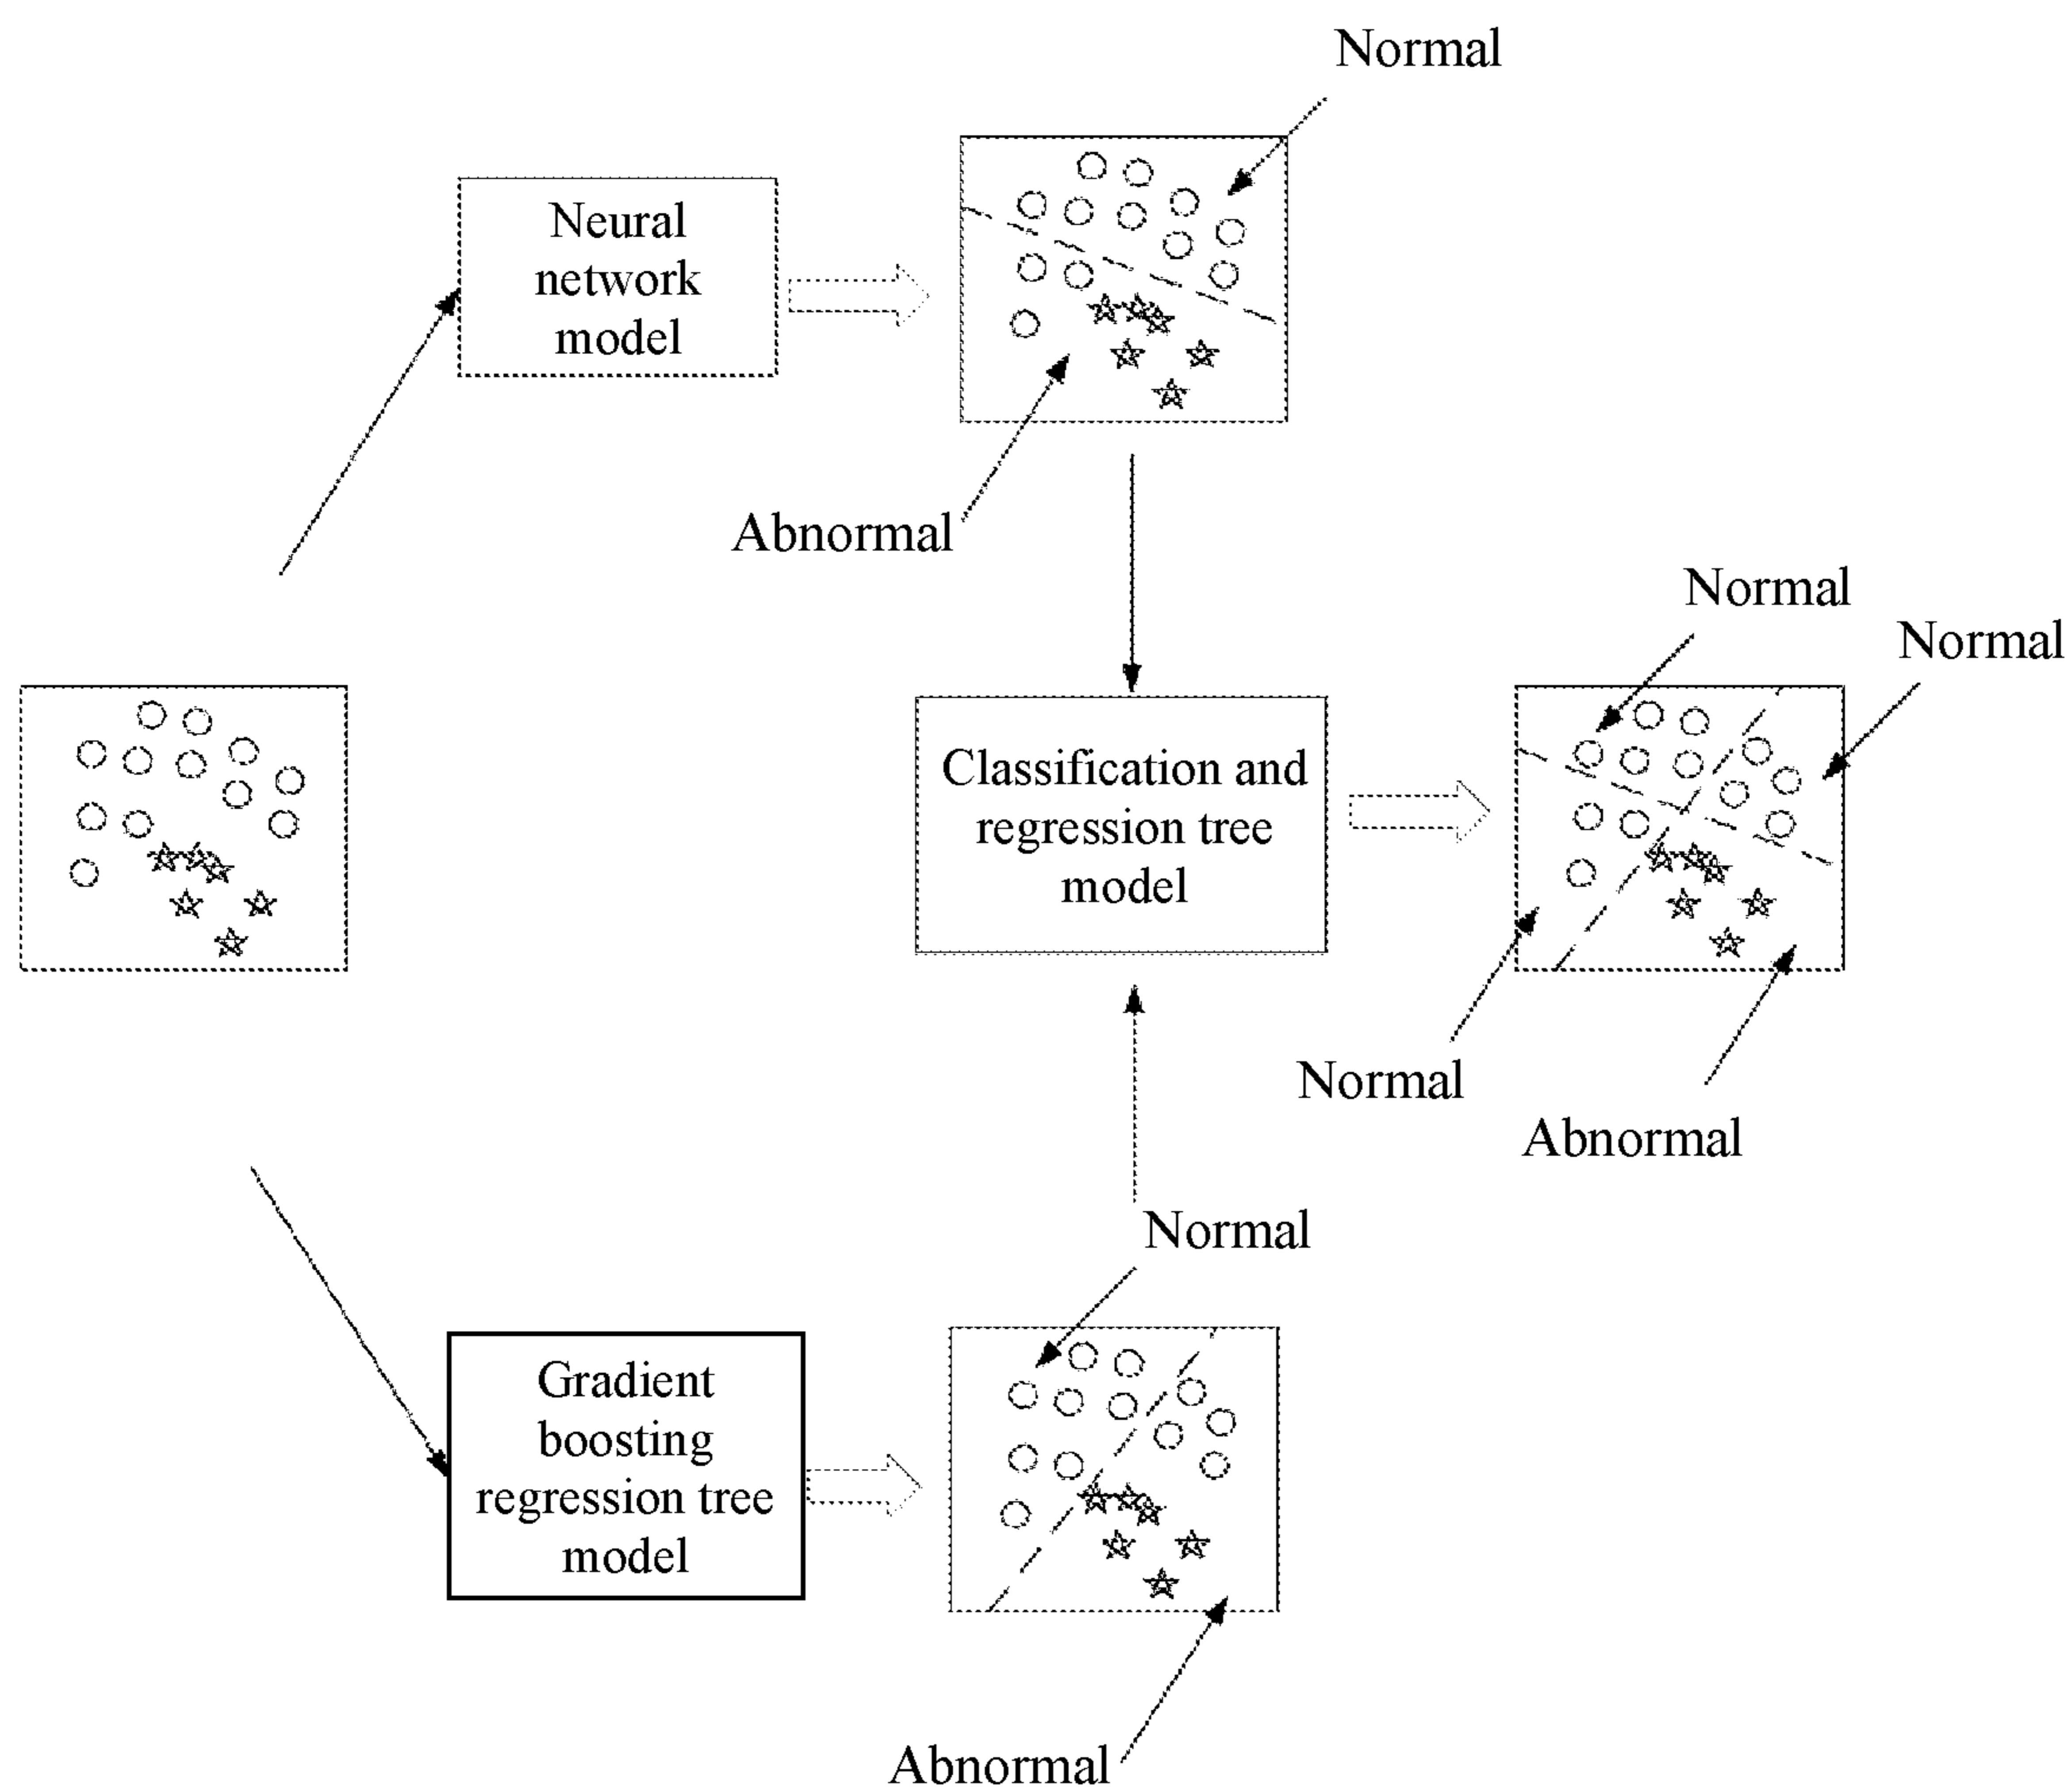 Normal
Neural
network
model
Abnormal
Normal
Normal
Classification and
regression tree
model
Normal
Abnormal
Normal
Gradient
boosting
regression tree
model
Abnormal